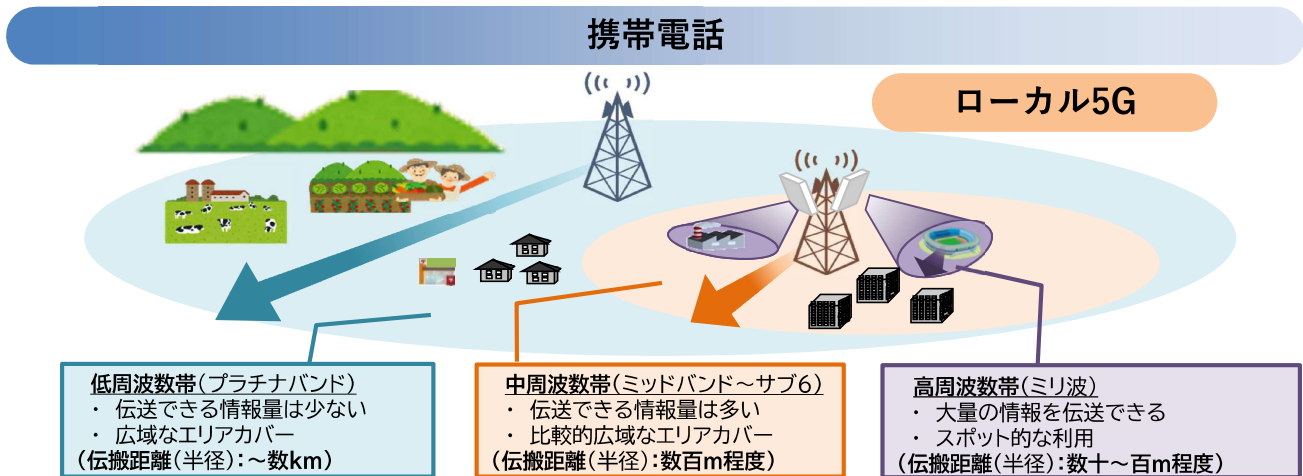 携帯電話
ローカル5G
低周波数帯(プラチナバンド)
・ 伝送できる情報量は少ない
・ 広域なエリアカバー
(伝搬距離(半径):~数km)
中周波数帯(ミッドバンド~サブ6)
・ 伝送できる情報量は多い
・ 比較的広域なエリアカバー
(伝搬距離(半径):数百m程度)
高周波数帯(ミリ波)
・ 大量の情報を伝送できる
・ スポット的な利用
(伝搬距離(半径):数十~百m程度)